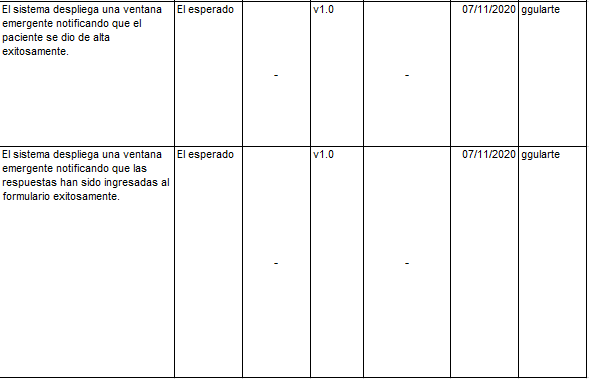 El sistema despliega una ventana
emergente notificando que el
paciente se dio de alta
exitosamente.
El esperado
-
v1.0
-
07/11/2020
ggularte
El sistema despliega una ventana
emergente notificando que las
respuestas han sido ingresadas al
formulario exitosamente.
El esperado
-
v1.0
-
07/11/2020
ggularte